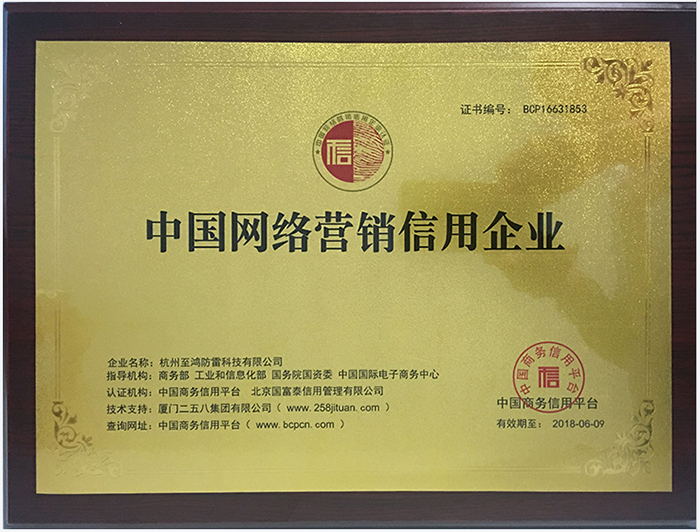 证书编号： BCP16631853
信
中国网络营销信用企业
企业名称：杭州至鸿防雷科技有限公司
指导机构：商务部 工业和信息化部 国务院国资委 中国国际电子商务中心
认证机构：中国商务信用平台 北京国富泰信用管理有限公司
技术支持：厦门二五八集团有限公司（ www.258jituan.com ）
查询网址：中国商务信用平台（ www.bcpcn.com ）
中国商务信用平台
信
中国商务信用平台
有效期至： 2018-06-09